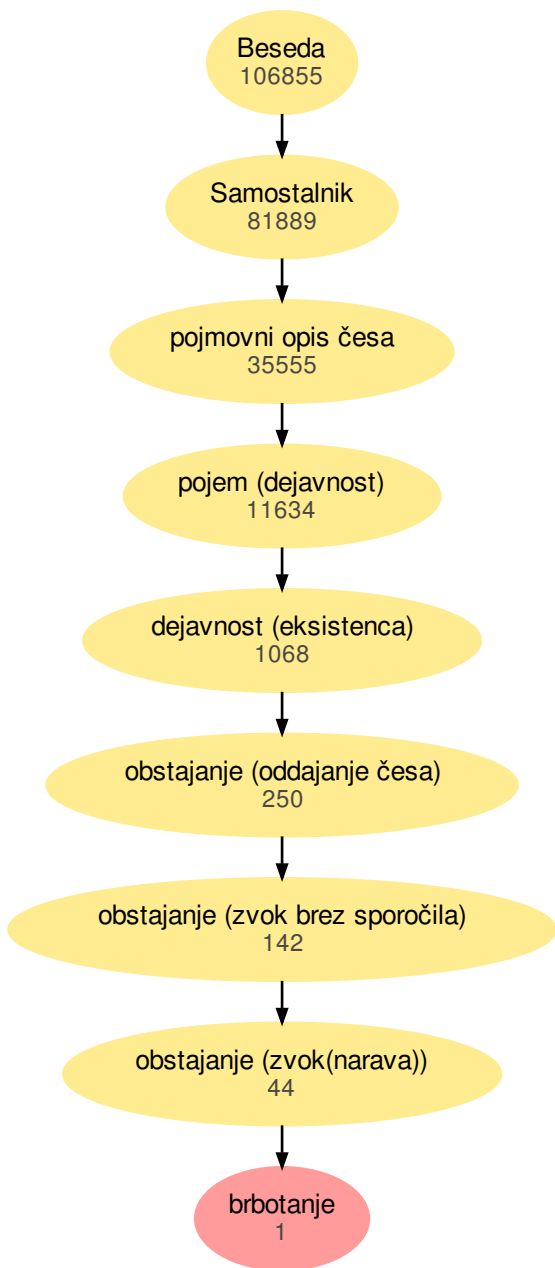 Beseda
106855
Samostalnik
81889
pojmovni opis česa
35555
pojem (dejavnost)
11634
dejavnost (eksistenca)
1068
obstajanje (oddajanje česa)
250
obstajanje (zvok brez sporočila)
142
obstajanje (zvok(narava))
44
brbotanje
1